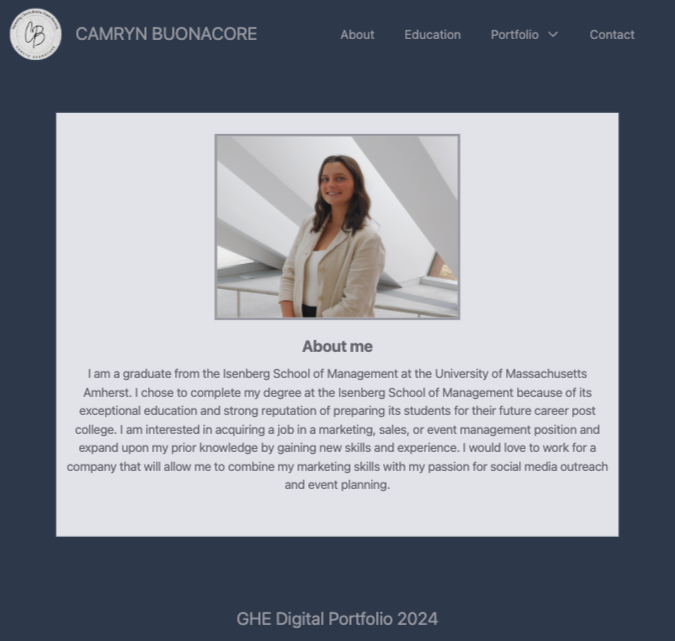 CB
CAMRYN BUONACORE
About
Education
Portfolio
Contact
About me
I am a graduate from the Isenberg School of Management at the University of Massachusetts
Amherst. I chose to complete my degree at the Isenberg School of Management because of its
exceptional education and strong reputation of preparing its students for their future career post
college. I am interested in acquiring a job in a marketing, sales, or event management position and
expand upon my prior knowledge by gaining new skills and experience. I would love to work for a
company that will allow me to combine my marketing skills with my passion for social media outreach
and event planning.
GHE Digital Portfolio 2024